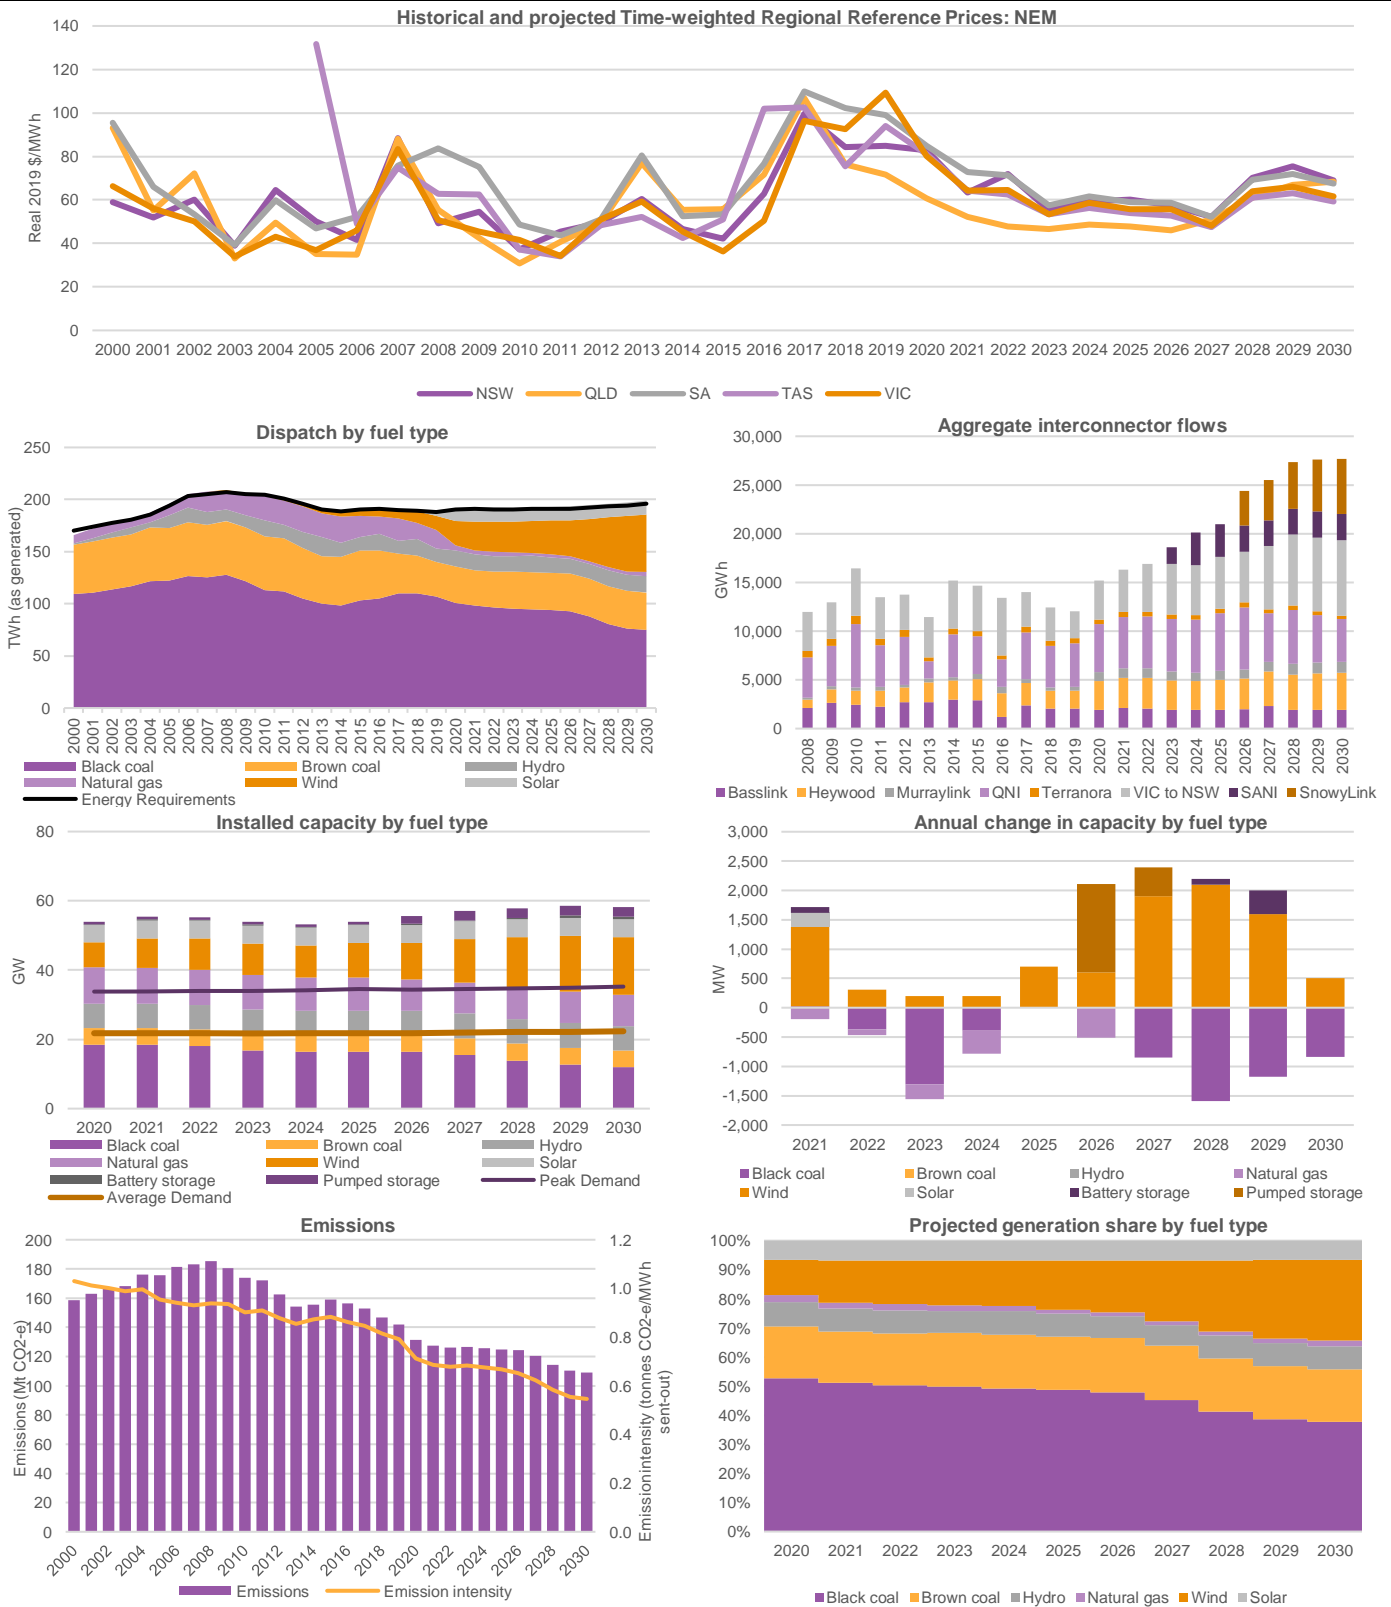 Historical and projected Time-weighted Regional Reference Prices: NEM
140
120
100
80
60
40
20
0
Real 2019 $/MWh
2000 2001 2002 2003 2004 2005 2006 2007 2008 2009 2010 2011 2012 2013 2014 2015 2016 2017 2018 2019 2020 2021 2022 2023 2024 2025 2026 2027 2028 2029 2030
NSW QLD SA TAS VIC
Dispatch by fuel type
250
200
150
100
50
0
TWh (as generated)
2000 2001 2002 2003 2004 2005 2006 2007 2008 2009 2010 2011 2012 2013 2014 2015 2016 2017 2018 2019 2020 2021 2022 2023 2024 2025 2026 2027 2028 2029 2030
Black coal Brown coal Hydro
Natural gas Wind Solar
Energy Requirements
Aggregate interconnector flows
30,000
25,000
20,000
15,000
10,000
5,000
0
GWh
2008 2009 2010 2011 2012 2013 2014 2015 2016 2017 2018 2019 2020 2021 2022 2023 2024 2025 2026 2027 2028 2029 2030
Basslink Heywood Murraylink QNI Terranora VIC to NSW SANI SnowyLink
Installed capacity by fuel type
80
60
40
20
0
GW
2020 2021 2022 2023 2024 2025 2026 2027 2028 2029 2030
Black coal Brown coal Hydro
Natural gas Wind Solar
Battery storage Pumped storage Peak Demand
Average Demand
Annual change in capacity by fuel type
3,000
2,500
2,000
1,500
1,000
500
0
-500
-1,000
-1,500
-2,000
MW
2021 2022 2023 2024 2025 2026 2027 2028 2029 2030
Black coal Brown coal Hydro Natural gas
Wind Solar Battery storage Pumped storage
Emissions
200
180
160
140
120
100
80
60
40
20
0
Emissions (Mt CO2-e)
1.2
1.0
0.8
0.6
0.4
0.2
0.0
Emissionintensity (tonnes CO2-e/MWh
sent-out)
2000 2002 2004 2006 2008 2010 2012 2014 2016 2018 2020 2022 2024 2026 2028 2030
Emissions Emission intensity
Projected generation share by fuel type
100%
90%
80%
70%
60%
50%
40%
30%
20%
10%
0%
2020 2021 2022 2023 2024 2025 2026 2027 2028 2029 2030
Black coal Brown coal Hydro Natural gas Wind Solar